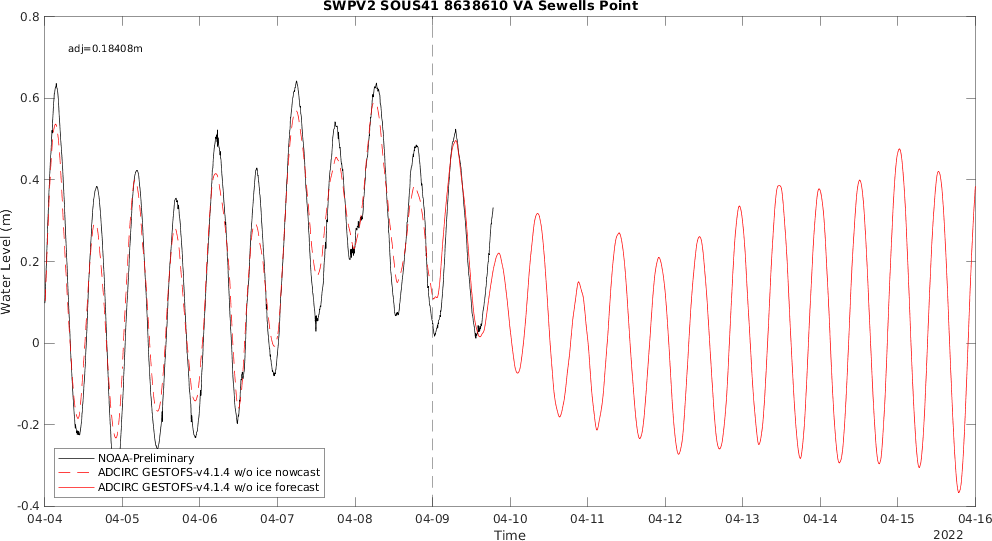 SWPV2 SOUS41 8638610 VA Sewells Point
adj=0.18408m
Water Level (m)
0.8
0.6
0.4
0.2
0
-0.2
-0.4
NOAA-Preliminary
ADCIRC GESTOFS-v4.1.4 w/o ice nowcast
ADCIRC GESTOFS-v4.1.4 w/o ice forecast
04-04 04-05 04-06 04-07 04-08 04-09 04-10 04-11 04-12 04-13 04-14 04-15 04-16
Time
2022